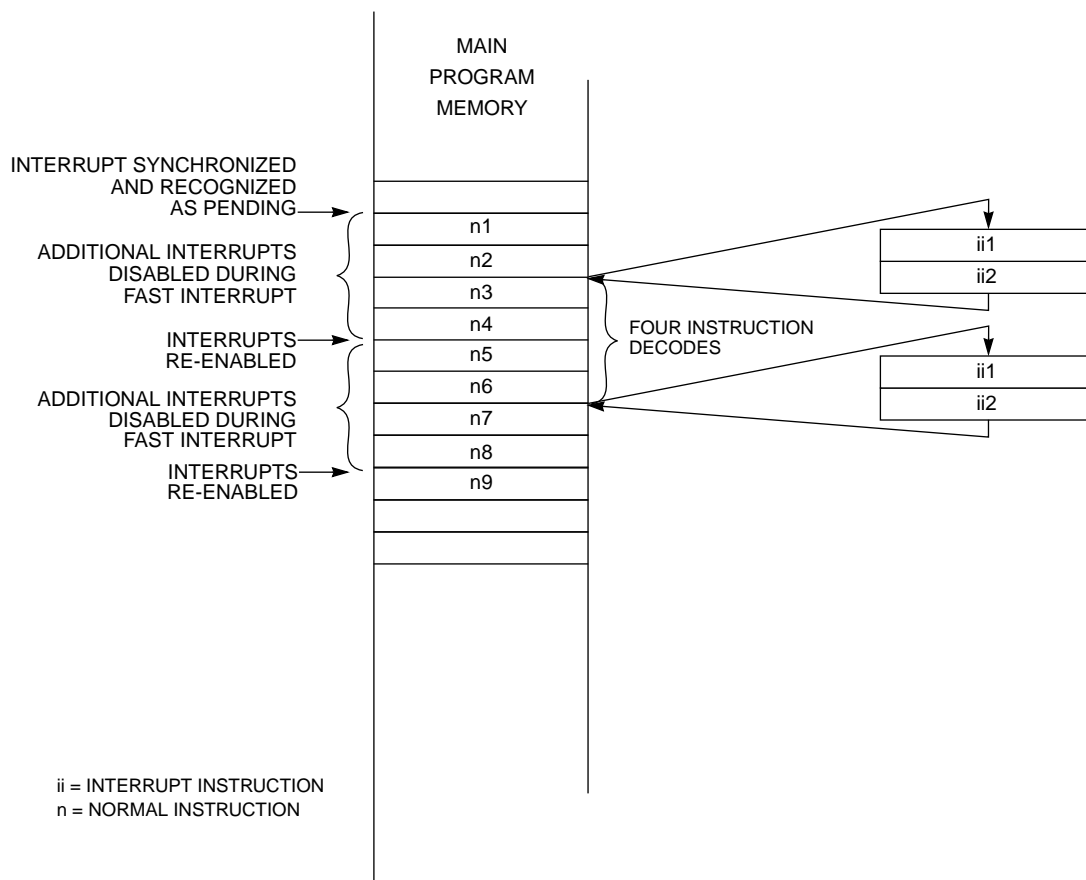 MAIN
PROGRAM
MEMORY
INTERRUPT SYNCHRONIZED
AND RECOGNIZED
AS PENDING
ADDITIONAL INTERRUPTS
DISABLED DURING
FAST INTERRUPT
INTERRUPTS
RE-ENABLED
ADDITIONAL INTERRUPTS
DISABLED DURING
FAST INTERRUPT
INTERRUPTS
RE-ENABLED
n1
n2
n3
n4
n5
n6
n7
n8
n9
FOUR INSTRUCTION
DECODES
ii1
ii2
ii1
ii2
ii = INTERRUPT INSTRUCTION
n = NORMAL INSTRUCTION